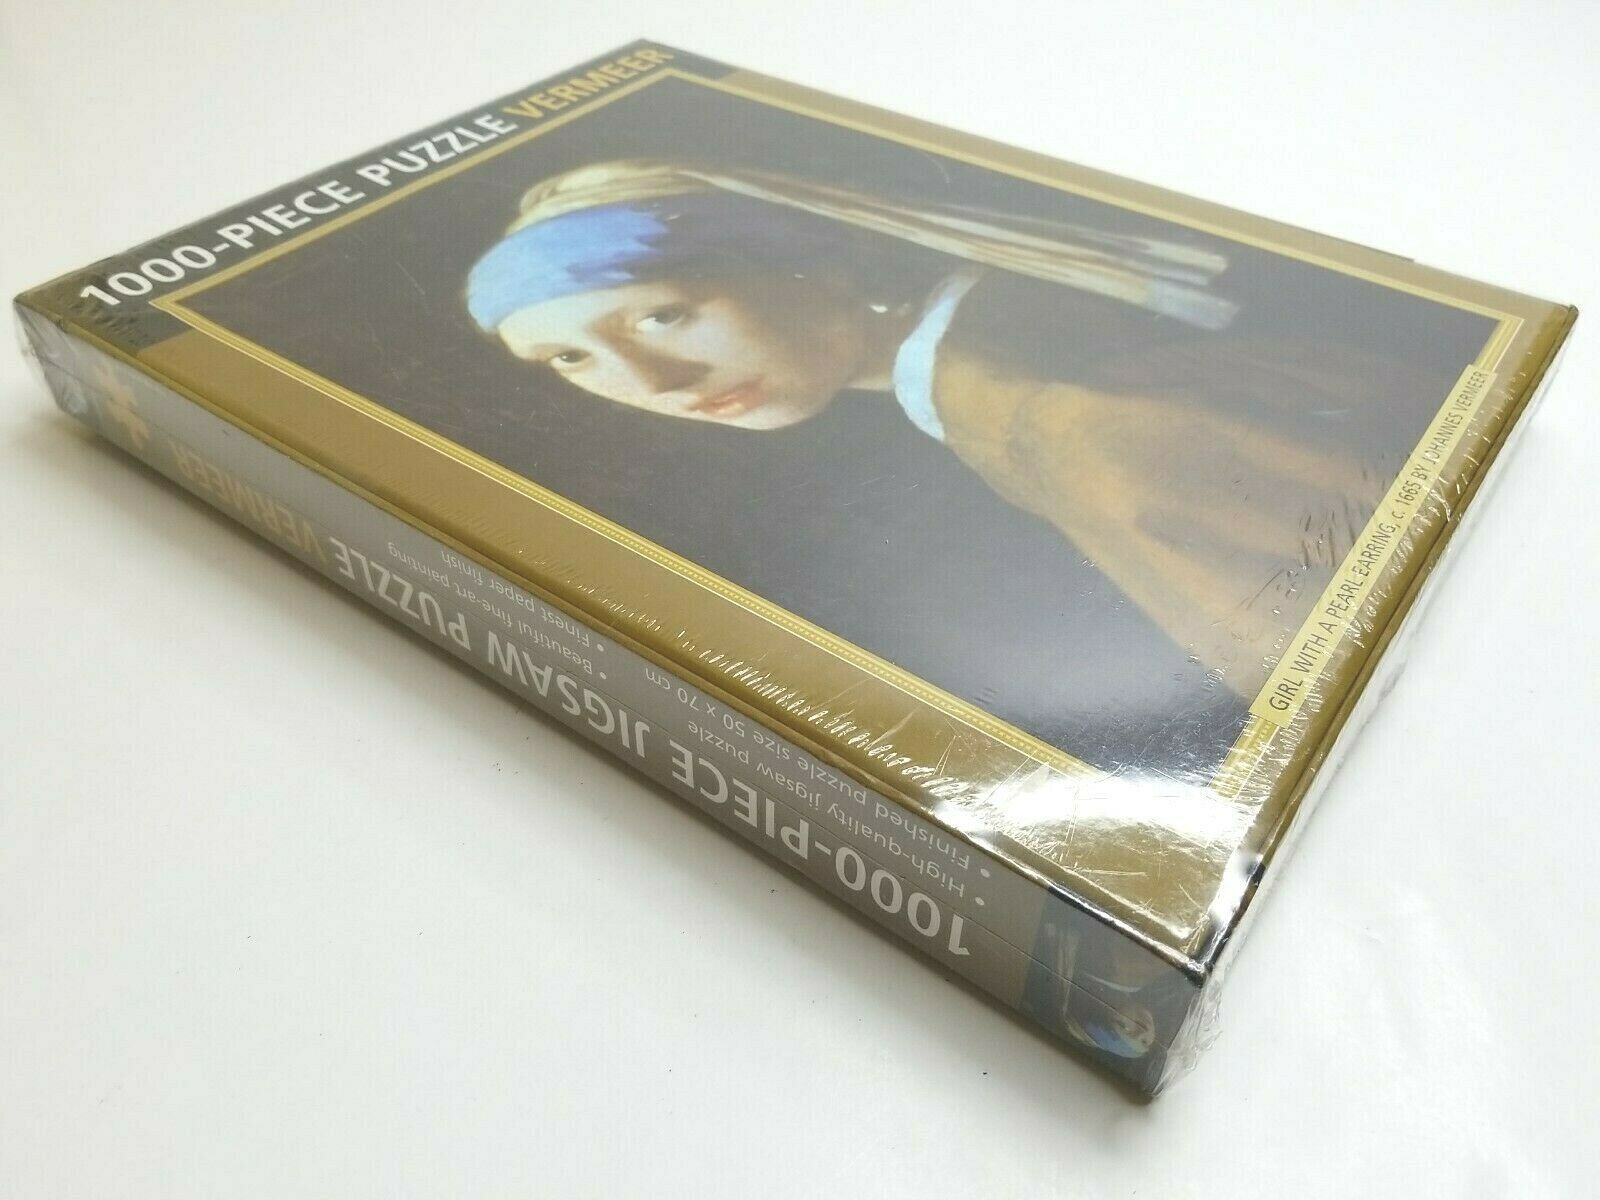 1000-PIECE PUZZLE VERMEER
GIRL WITH A PEARL EARRING, c. 1665 BY JOHANNES VERMEER
1000-PIECE JIGSAW PUZZLE VERMEER
• High-quality jigsaw puzzle
• Finished puzzle size 50 x 70 cm
• Beautiful fine-art painting
• Finest paper finish